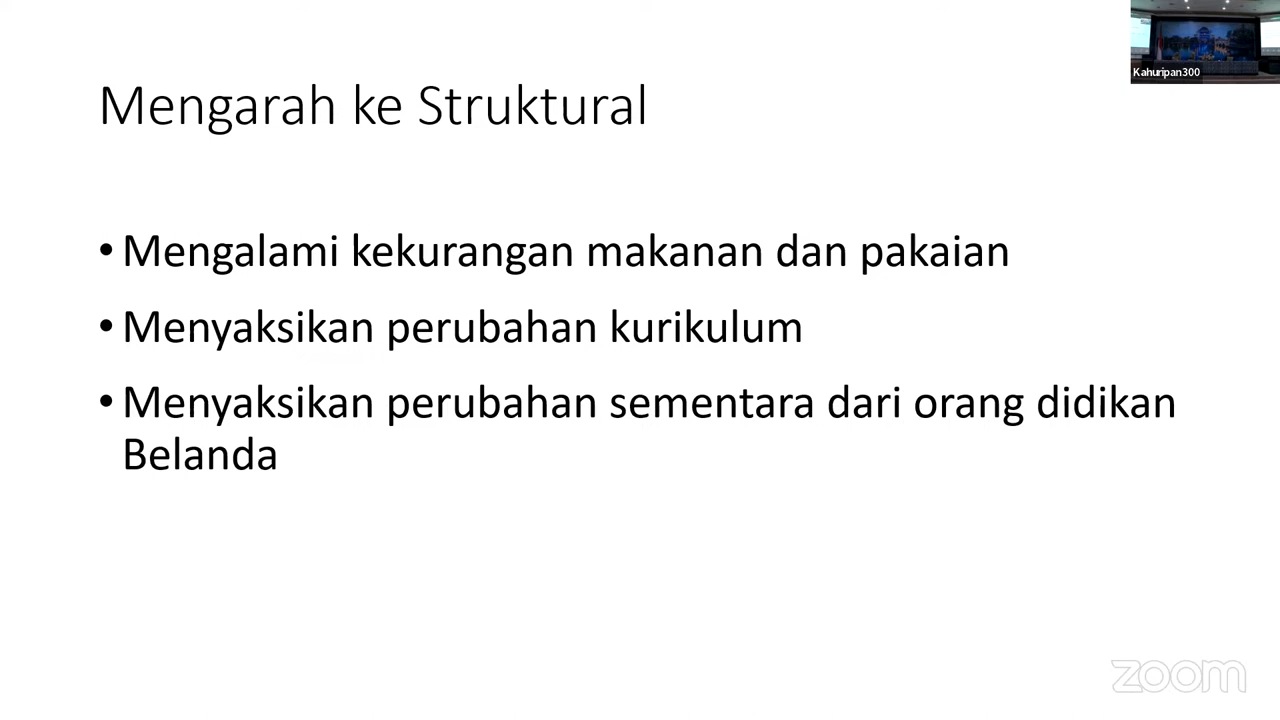 Kahuripan300
Mengarah ke Struktural
• Mengalami kekurangan makanan dan pakaian
• Menyaksikan perubahan kurikulum
• Menyaksikan perubahan sementara dari orang didikan
Belanda
zoom